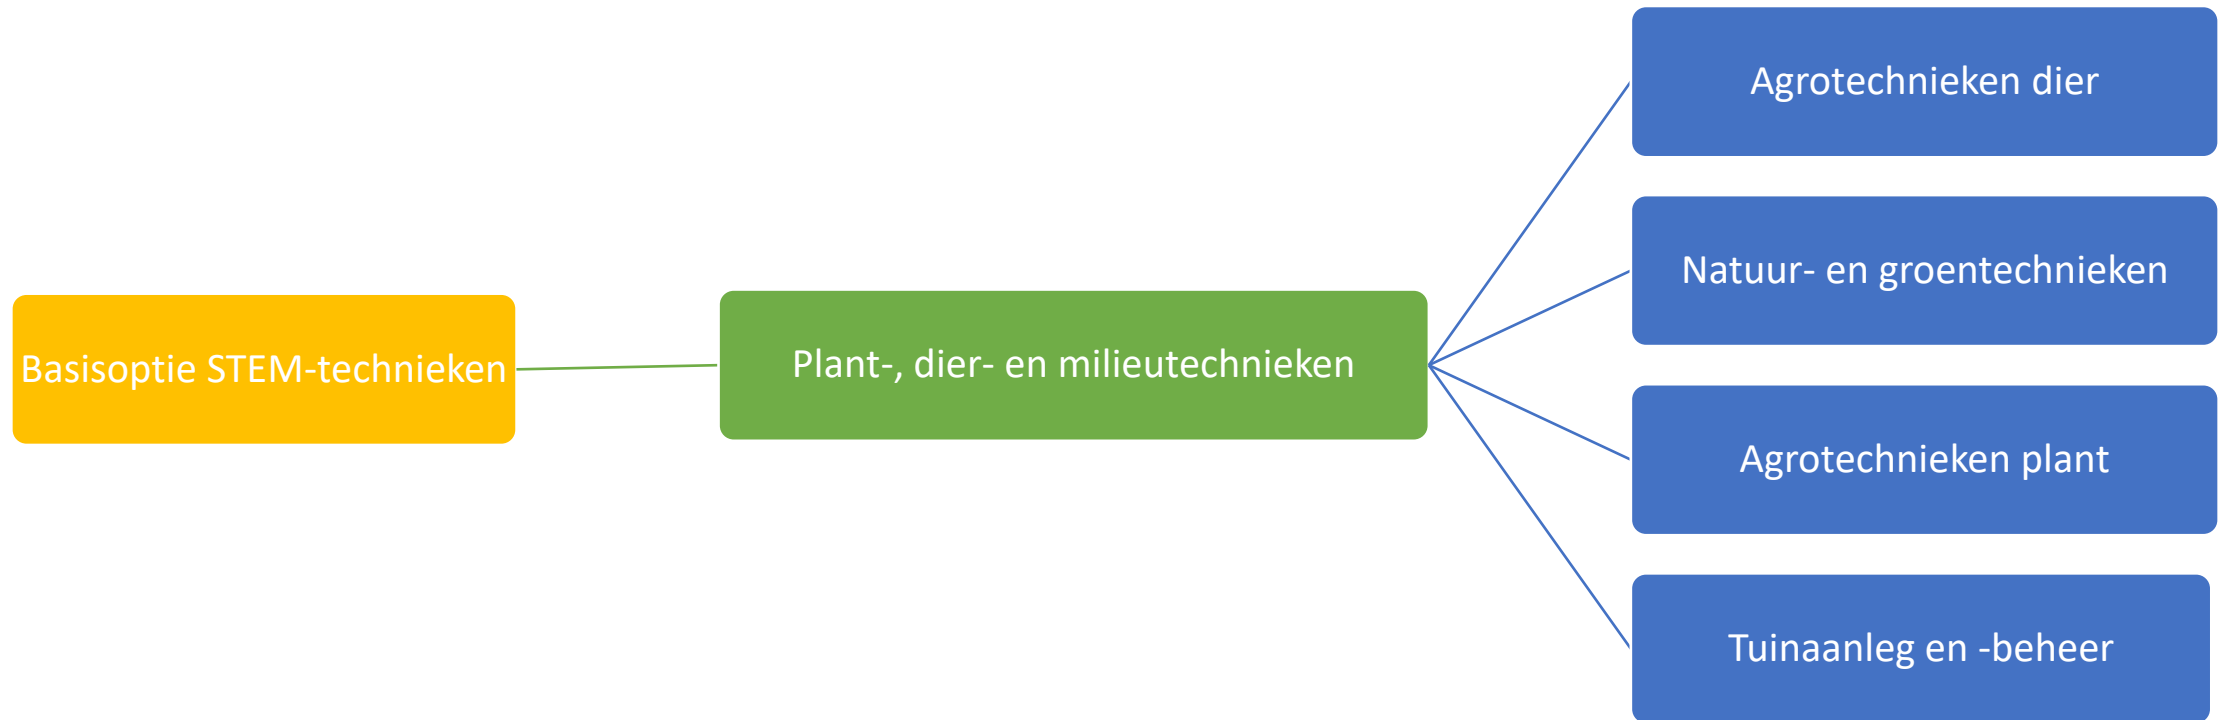 Basisoptie STEM-technieken
Plant-, dier- en milieutechnieken
Agrotechnieken dier
Natuur- en groentechnieken
Agrotechnieken plant
Tuinaanleg en -beheer